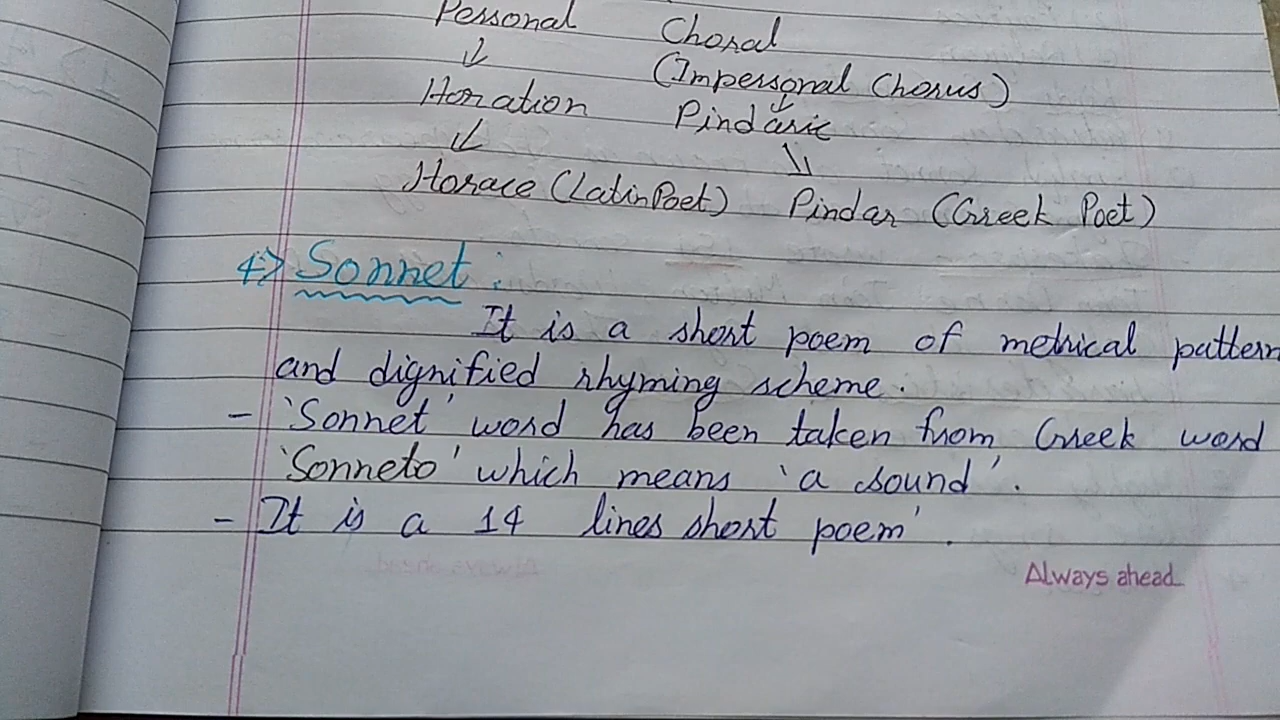 Personal Choral
(Impersonal Chorus)
↓ ↓
Horation Pindaric
↓ ↓
Horace (Latin Poet) Pindar (Greek Poet)
4> Sonnet :
It is a short poem of metrical pattern
and dignified rhyming scheme.
- 'Sonnet' word has been taken from Greek word
'Sonneto' which means 'a sound'.
- It is a 14 lines short poem'.
Always ahead